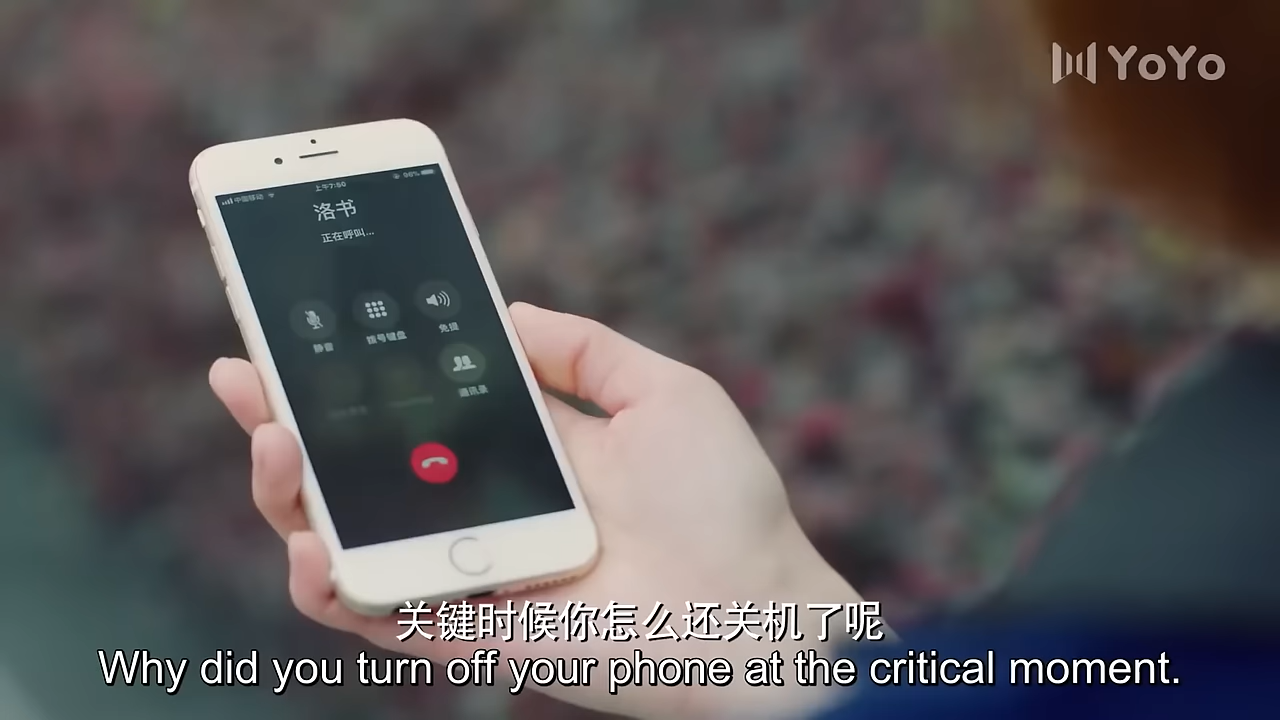 YoYo
中国移动
上午7:50
96%
洛书
正在呼叫...
静音
拨号键盘
免提
通讯录
关键时候你怎么还关机了呢
Why did you turn off your phone at the critical moment.